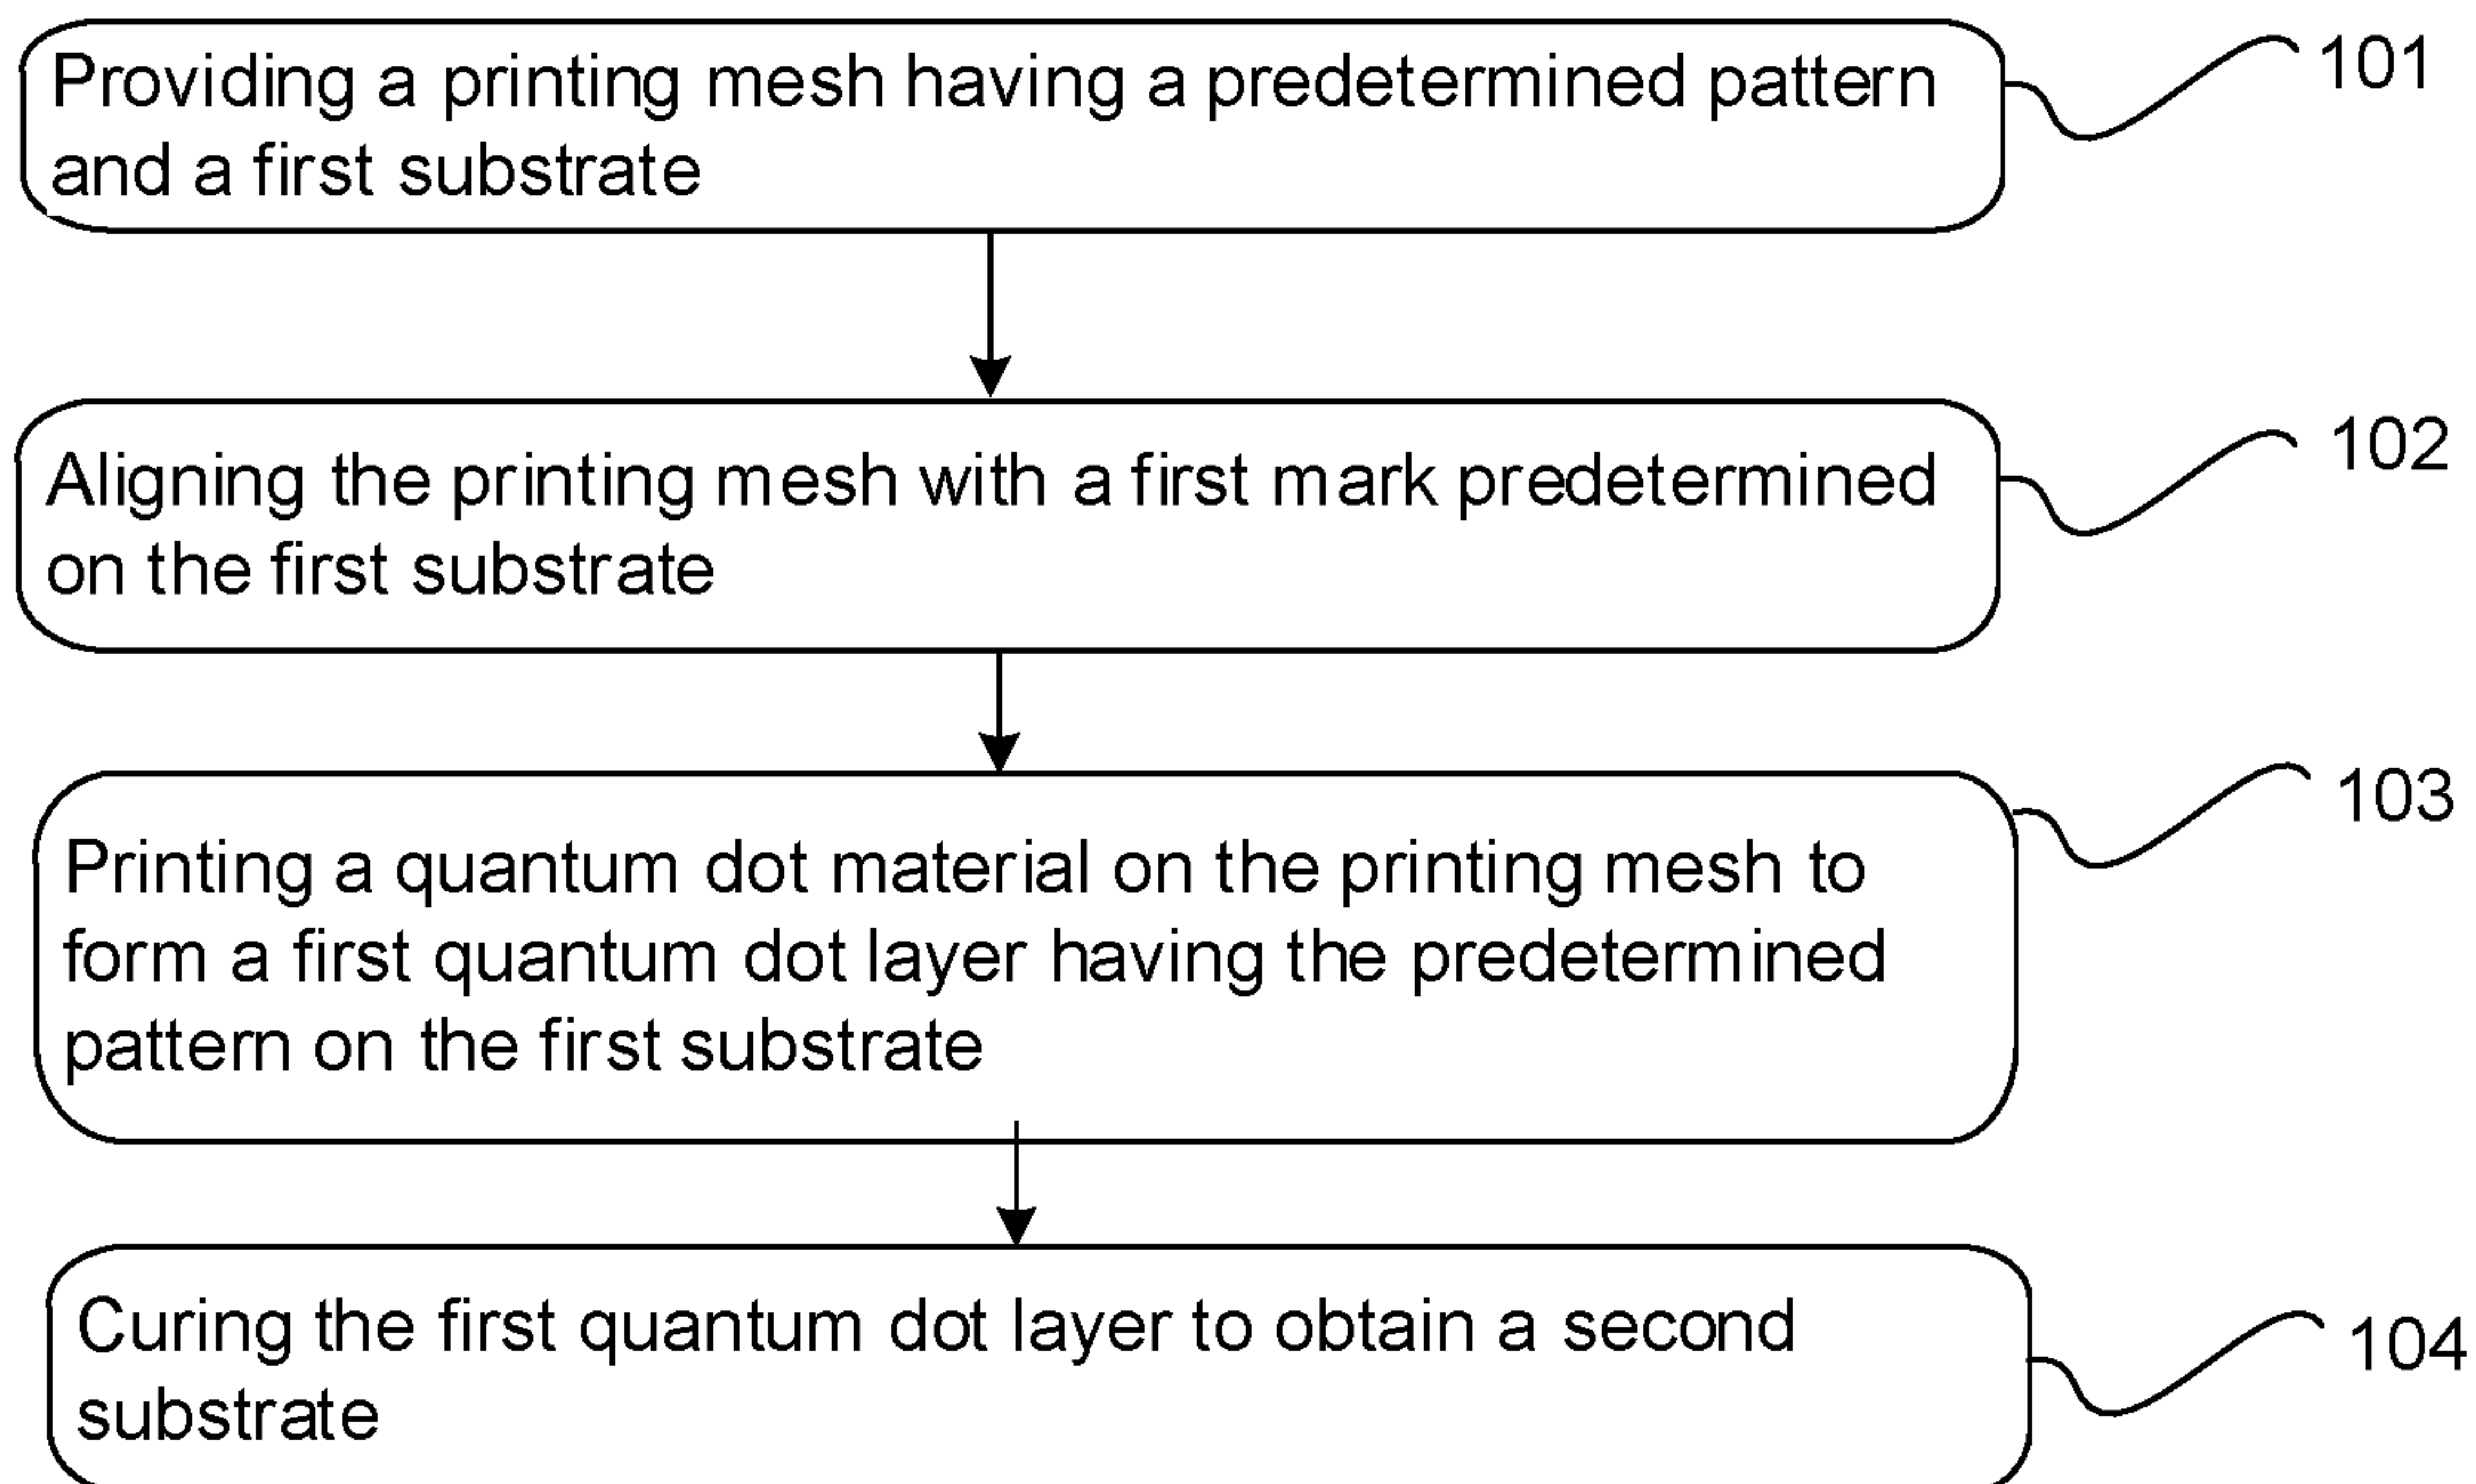 Providing a printing mesh having a predetermined pattern
and a first substrate
101
Aligning the printing mesh with a first mark predetermined
on the first substrate
102
Printing a quantum dot material on the printing mesh to
form a first quantum dot layer having the predetermined
pattern on the first substrate
103
Curing the first quantum dot layer to obtain a second
substrate
104